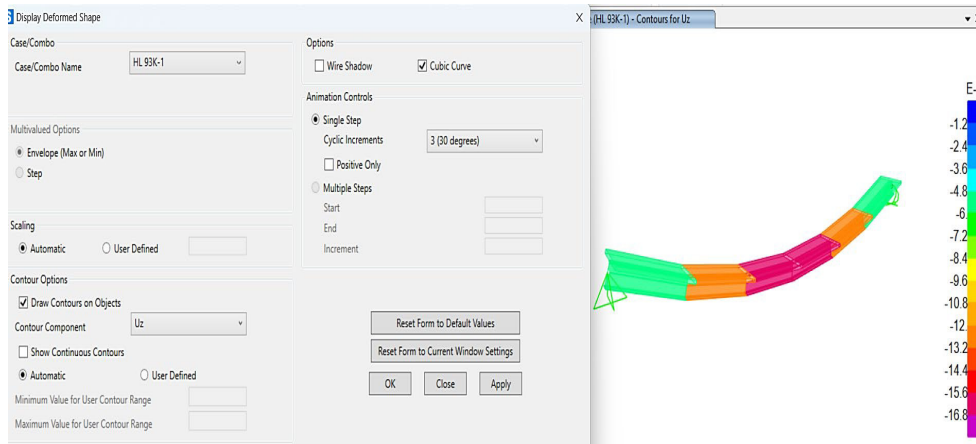 Display Deformed Shape
X
Case/Combo
Case/Combo Name
HL 93K-1
Multivalued Options
Envelope (Max or Min)
Step
Scaling
Automatic
User Defined
Contour Options
Draw Contours on Objects
Contour Component
Uz
Show Continuous Contours
Automatic
User Defined
Minimum Value for User Contour Range
Maximum Value for User Contour Range
Options
Wire Shadow
Cubic Curve
Animation Controls
Single Step
Cyclic Increments
3 (30 degrees)
Positive Only
Multiple Steps
Start
End
Increment
Reset Form to Default Values
Reset Form to Current Window Settings
OK
Close
Apply
(HL 93K-1) - Contours for Uz
E-
-1.2
-2.4
-3.6
-4.8
-6.
-7.2
-8.4
-9.6
-10.8
-12.
-13.2
-14.4
-15.6
-16.8